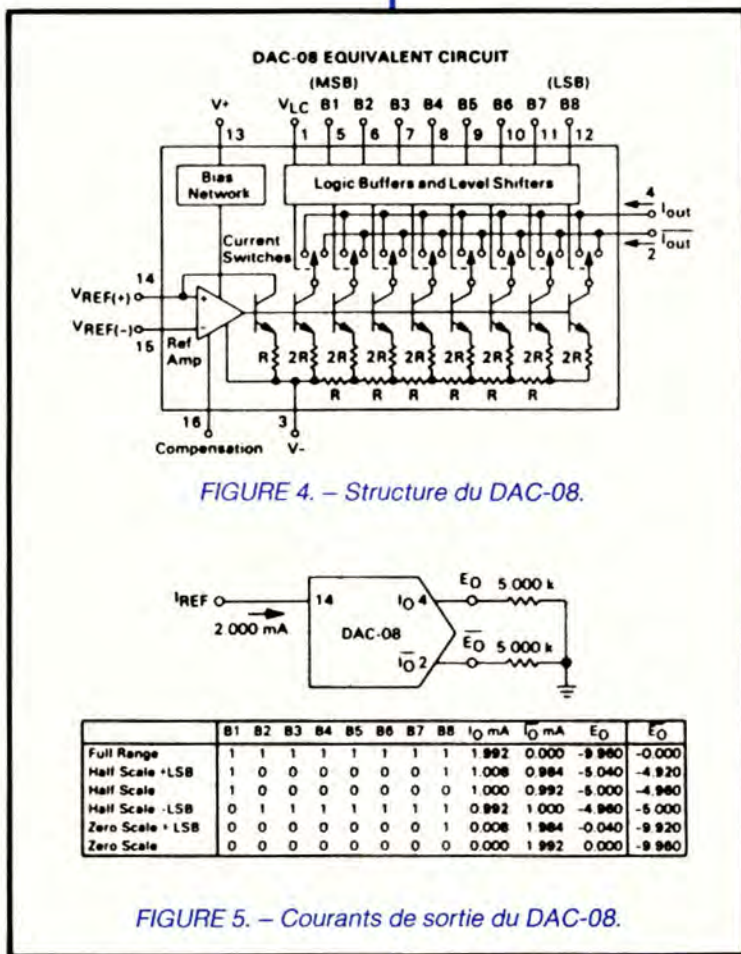 DAC-08 EQUIVALENT CIRCUIT
(MSB) (LSB)
V+ VLC B1 B2 B3 B4 B5 B6 B7 B8
13 1 5 6 7 8 9 10 11 12
Bias Network
Logic Buffers and Level Shifters
4
Iout
Current Switches
2
Iout
14
VREF(+)
+
VREF(-)
-
15
Ref Amp
R 2R 2R 2R 2R 2R 2R 2R 2R
R R R R R R
16 3
Compensation V-
FIGURE 4. – Structure du DAC-08.
IREF 14 IO 4 EO 5 000 k
2.000 mA
DAC-08
IO 2 EO 5 000 k
B1 B2 B3 B4 B5 B6 B7 B8 IO mA IO mA EO EO
Full Range 1 1 1 1 1 1 1 1 1.992 0.000 -9.960 -0.000
Half Scale +LSB 1 0 0 0 0 0 0 1 1.008 0.984 -5.040 -4.920
Half Scale 1 0 0 0 0 0 0 0 1.000 0.992 -5.000 -4.960
Half Scale -LSB 0 1 1 1 1 1 1 1 0.992 1.000 -4.960 -5 000
Zero Scale + LSB 0 0 0 0 0 0 0 1 0.008 1.984 -0.040 -9.920
Zero Scale 0 0 0 0 0 0 0 0 0.000 1 992 0.000 -9 960
FIGURE 5. – Courants de sortie du DAC-08.